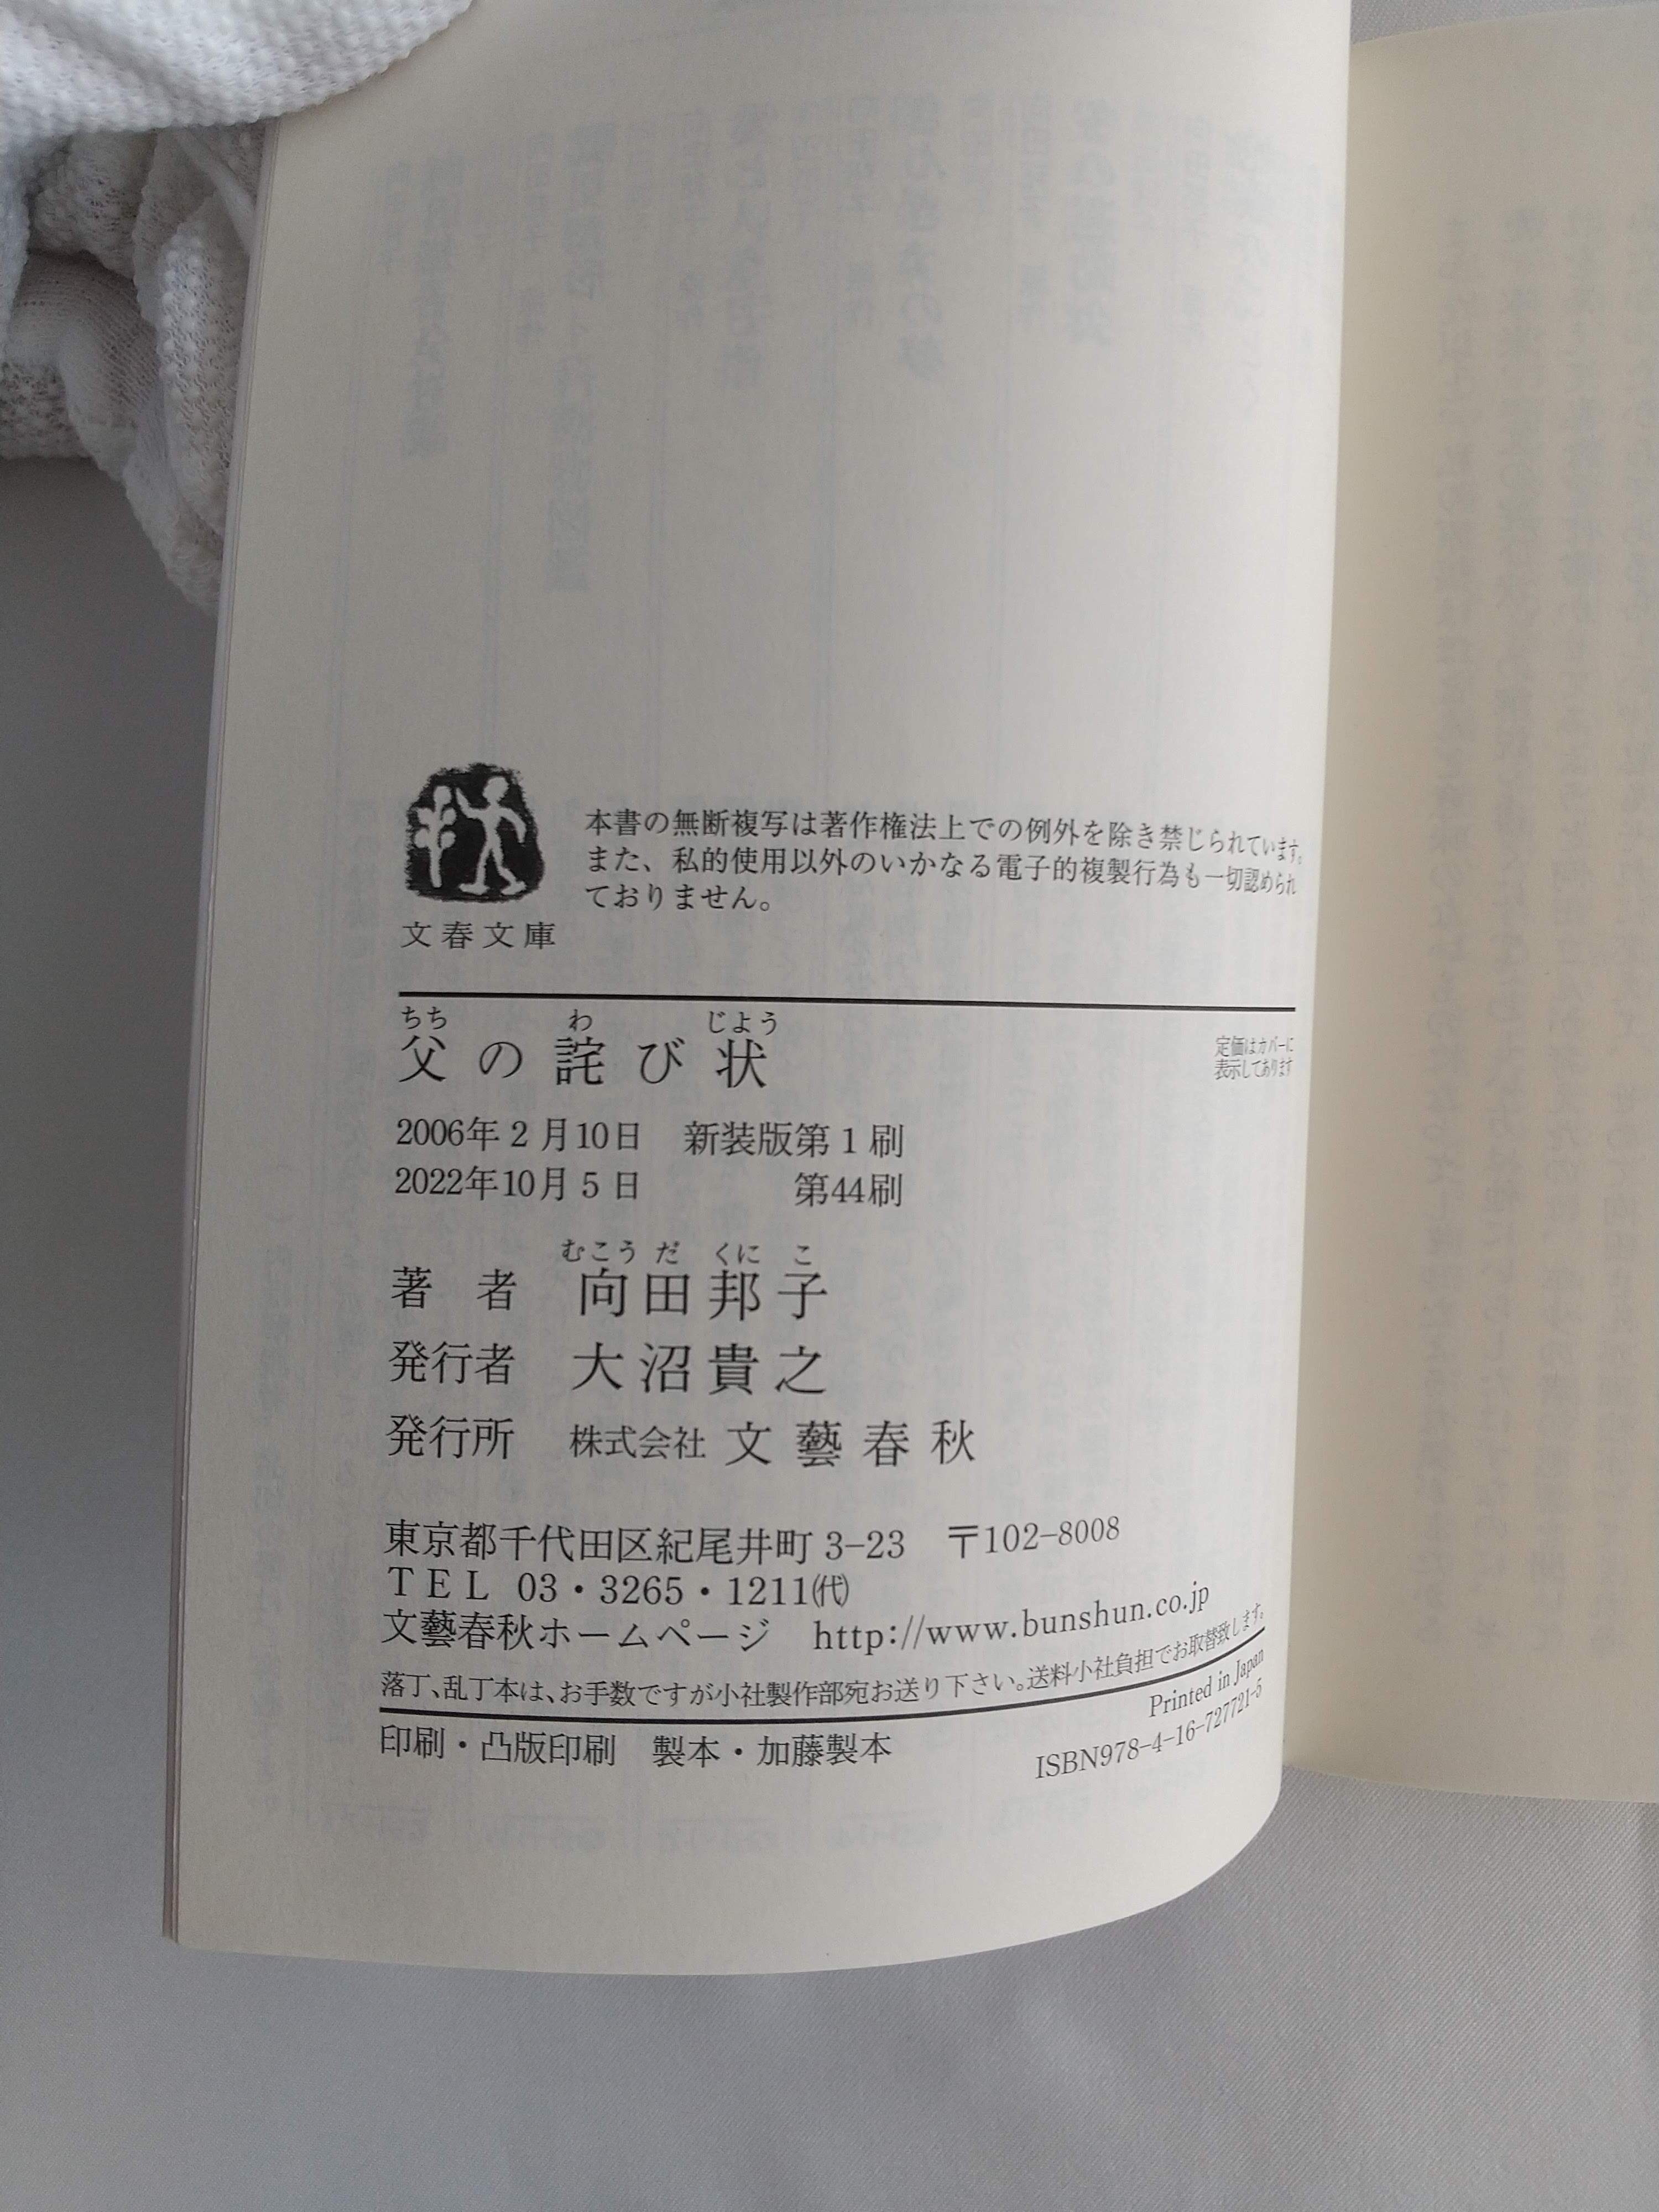 本書の無断複写は著作権法上での例外を除き禁じられています。
また、私的使用以外のいかなる電子的複製行為も一切認められ
ておりません。
文春文庫
ちち わ じょう
父の詫び状
定価はカバーに
表示してあります
2006年2月10日 新装版第1刷
2022年10月5日 第44刷
むこう だ くに こ
著 者 向田邦子
発行者 大沼貴之
発行所 株式会社 文藝春秋
東京都千代田区紀尾井町 3-23 〒102-8008
TEL 03・3265・1211㈹
文藝春秋ホームページ http://www.bunshun.co.jp
落丁、乱丁本は、お手数ですが小社製作部宛お送り下さい。送料小社負担でお取替致します。
印刷・凸版印刷 製本・加藤製本
Printed in Japan
ISBN978-4-16-727721-5